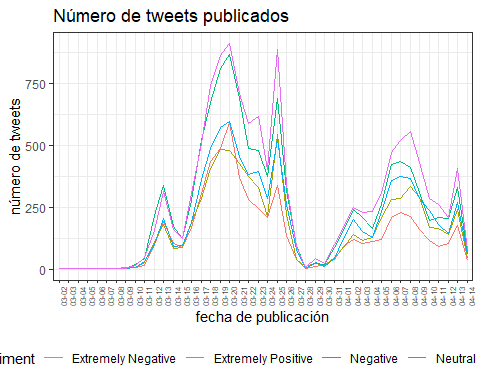 Número de tweets publicados
número de tweets
750
500
250
0
03-02 03-03 03-04 03-05 03-06 03-07 03-08 03-09 03-10 03-11 03-12 03-13 03-14 03-15 03-16 03-17 03-18 03-19 03-20 03-21 03-22 03-23 03-24 03-25 03-26 03-27 03-28 03-29 03-30 03-31 04-01 04-02 04-03 04-04 04-05 04-06 04-07 04-08 04-09 04-10 04-11 04-12 04-13 04-14
fecha de publicación
iment Extremely Negative Extremely Positive Negative Neutral